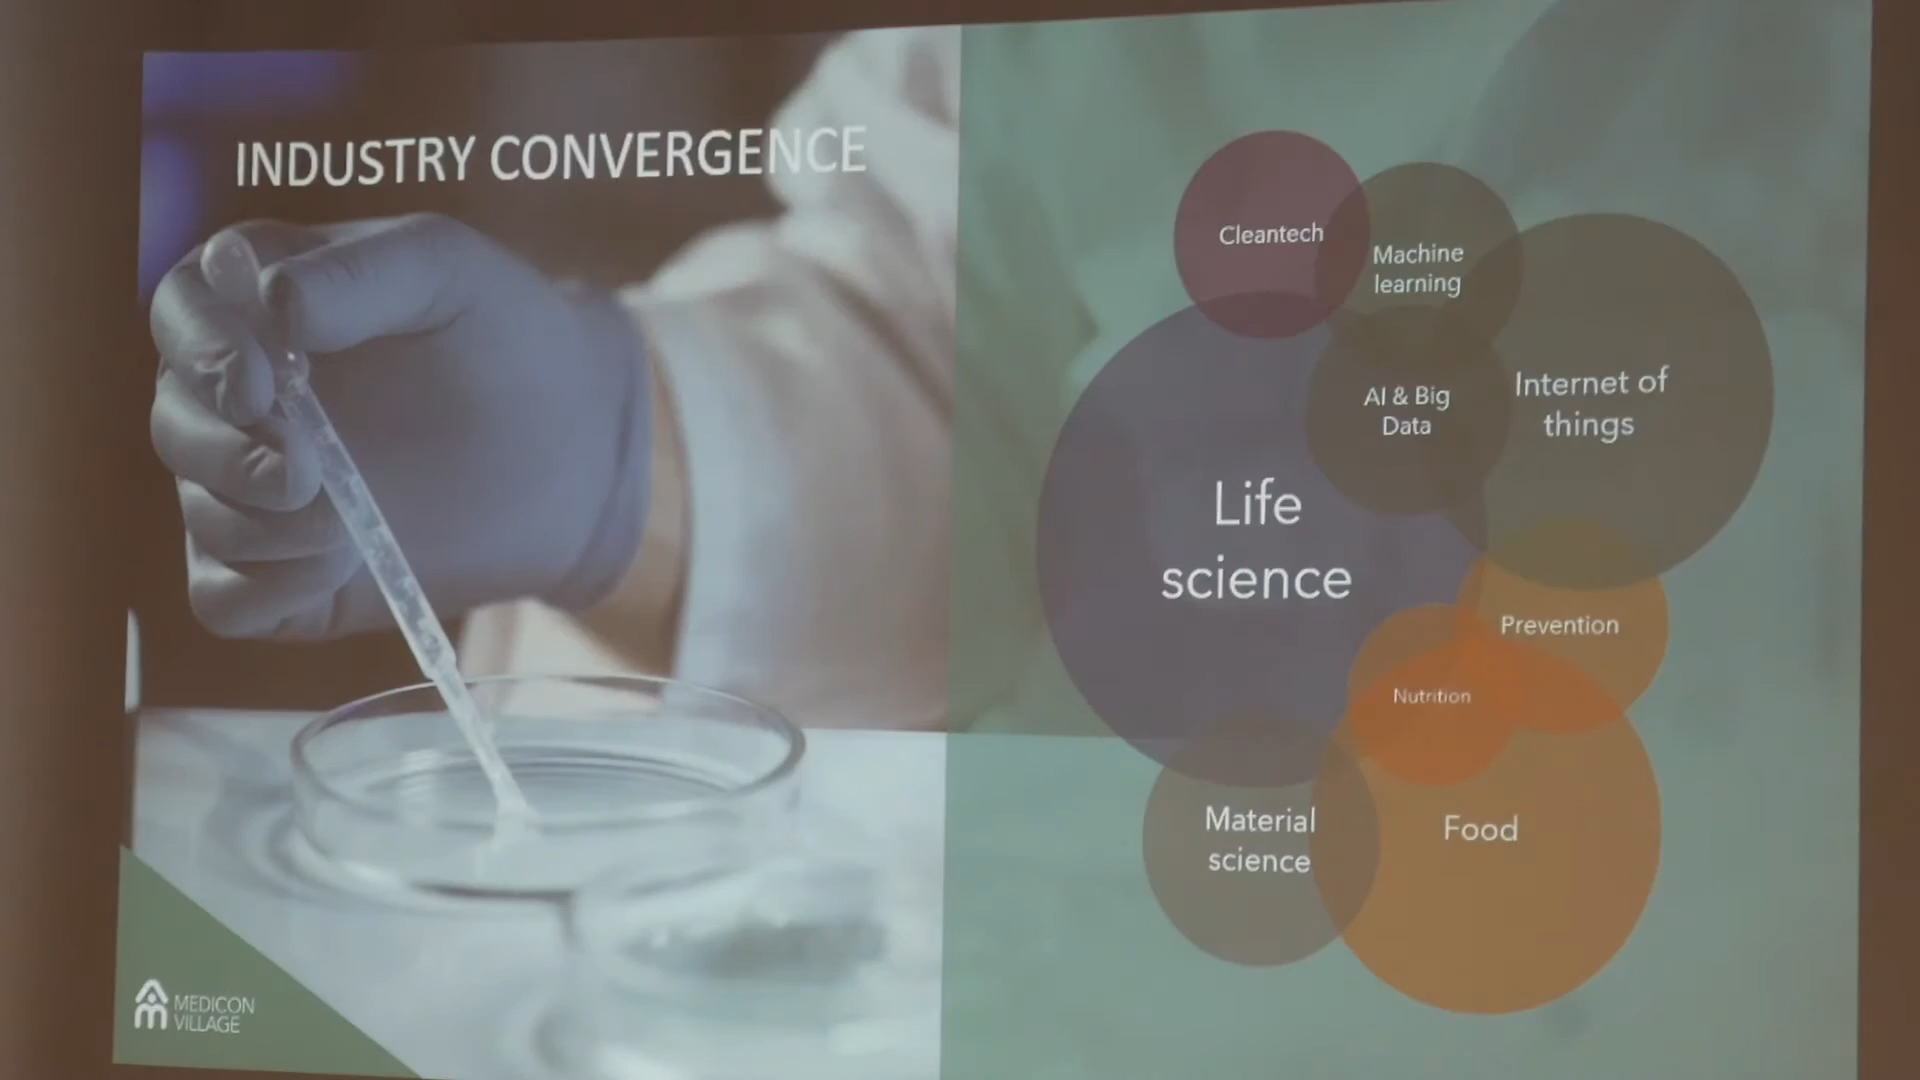 INDUSTRY CONVERGENCE
Cleantech
Machine
learning
AI & Big
Data
Internet of
things
Life
science
Prevention
Nutrition
Material
science
Food
MEDICON
VILLAGE